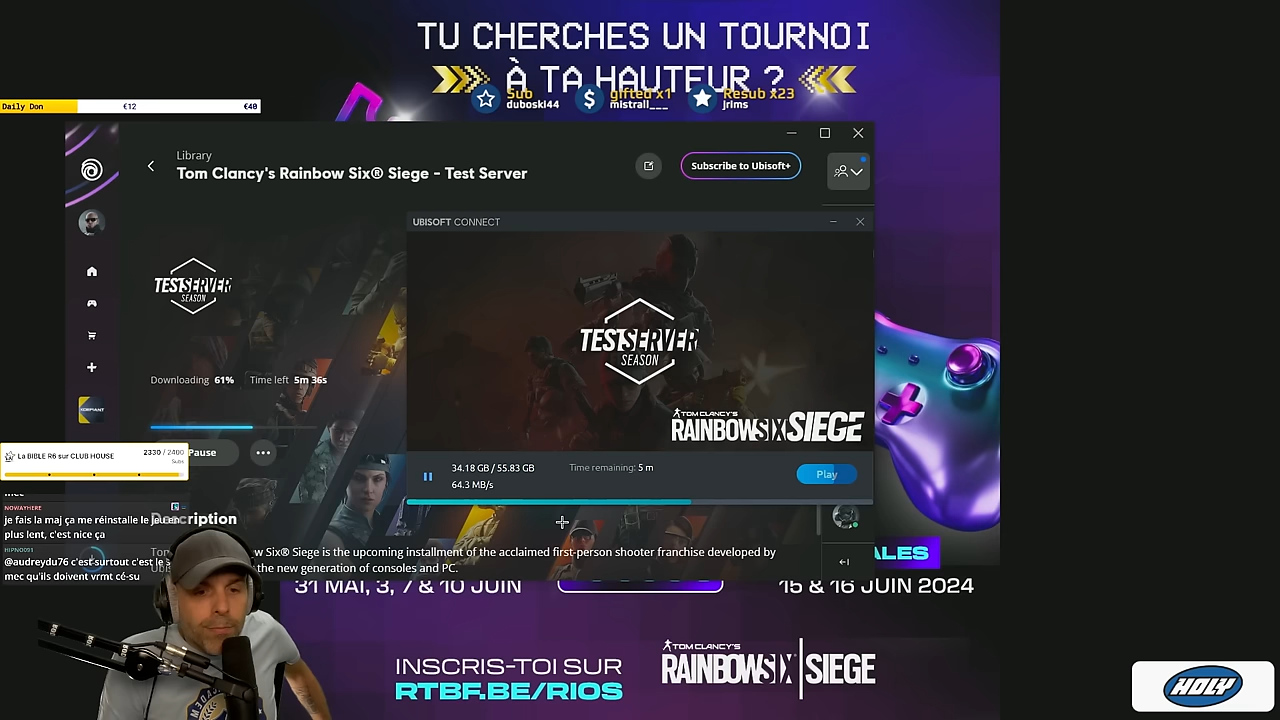 TU CHERCHES UN TOURNOI
À TA HAUTEUR ?
Sub
duboski44
gifted x1
mistrall___
Resub x23
jrims
Daily Don
€12
€40
Library
Tom Clancy's Rainbow Six® Siege - Test Server
Subscribe to Ubisoft+
UBISOFT CONNECT
TEST SERVER
SEASON
TEST SERVER
SEASON
Downloading 61% Time left 5m 36s
TOM CLANCY'S
RAINBOW SIX SIEGE
Pause
34.18 GB / 55.83 GB
Time remaining: 5 m
64.3 MB/s
Play
La BIBLE R6 sur CLUB HOUSE
2330 / 2400
Subs
NOWAYHERE
je fais la maj ça me réinstalle le jeu en
plus lent, c'est nice ça
HIPNO091
@audreydu76 c'est surtout c'est le
mec qu'ils doivent vrmt cé-su
Description
w Six® Siege is the upcoming installment of the acclaimed first-person shooter franchise developed by
the new generation of consoles and PC.
ALES
31 MAI, 3, 7 & 10 JUIN
15 & 16 JUIN 2024
INSCRIS-TOI SUR
RTBF.BE/RIOS
TOM CLANCY'S
RAINBOW SIX | SIEGE
HOLY